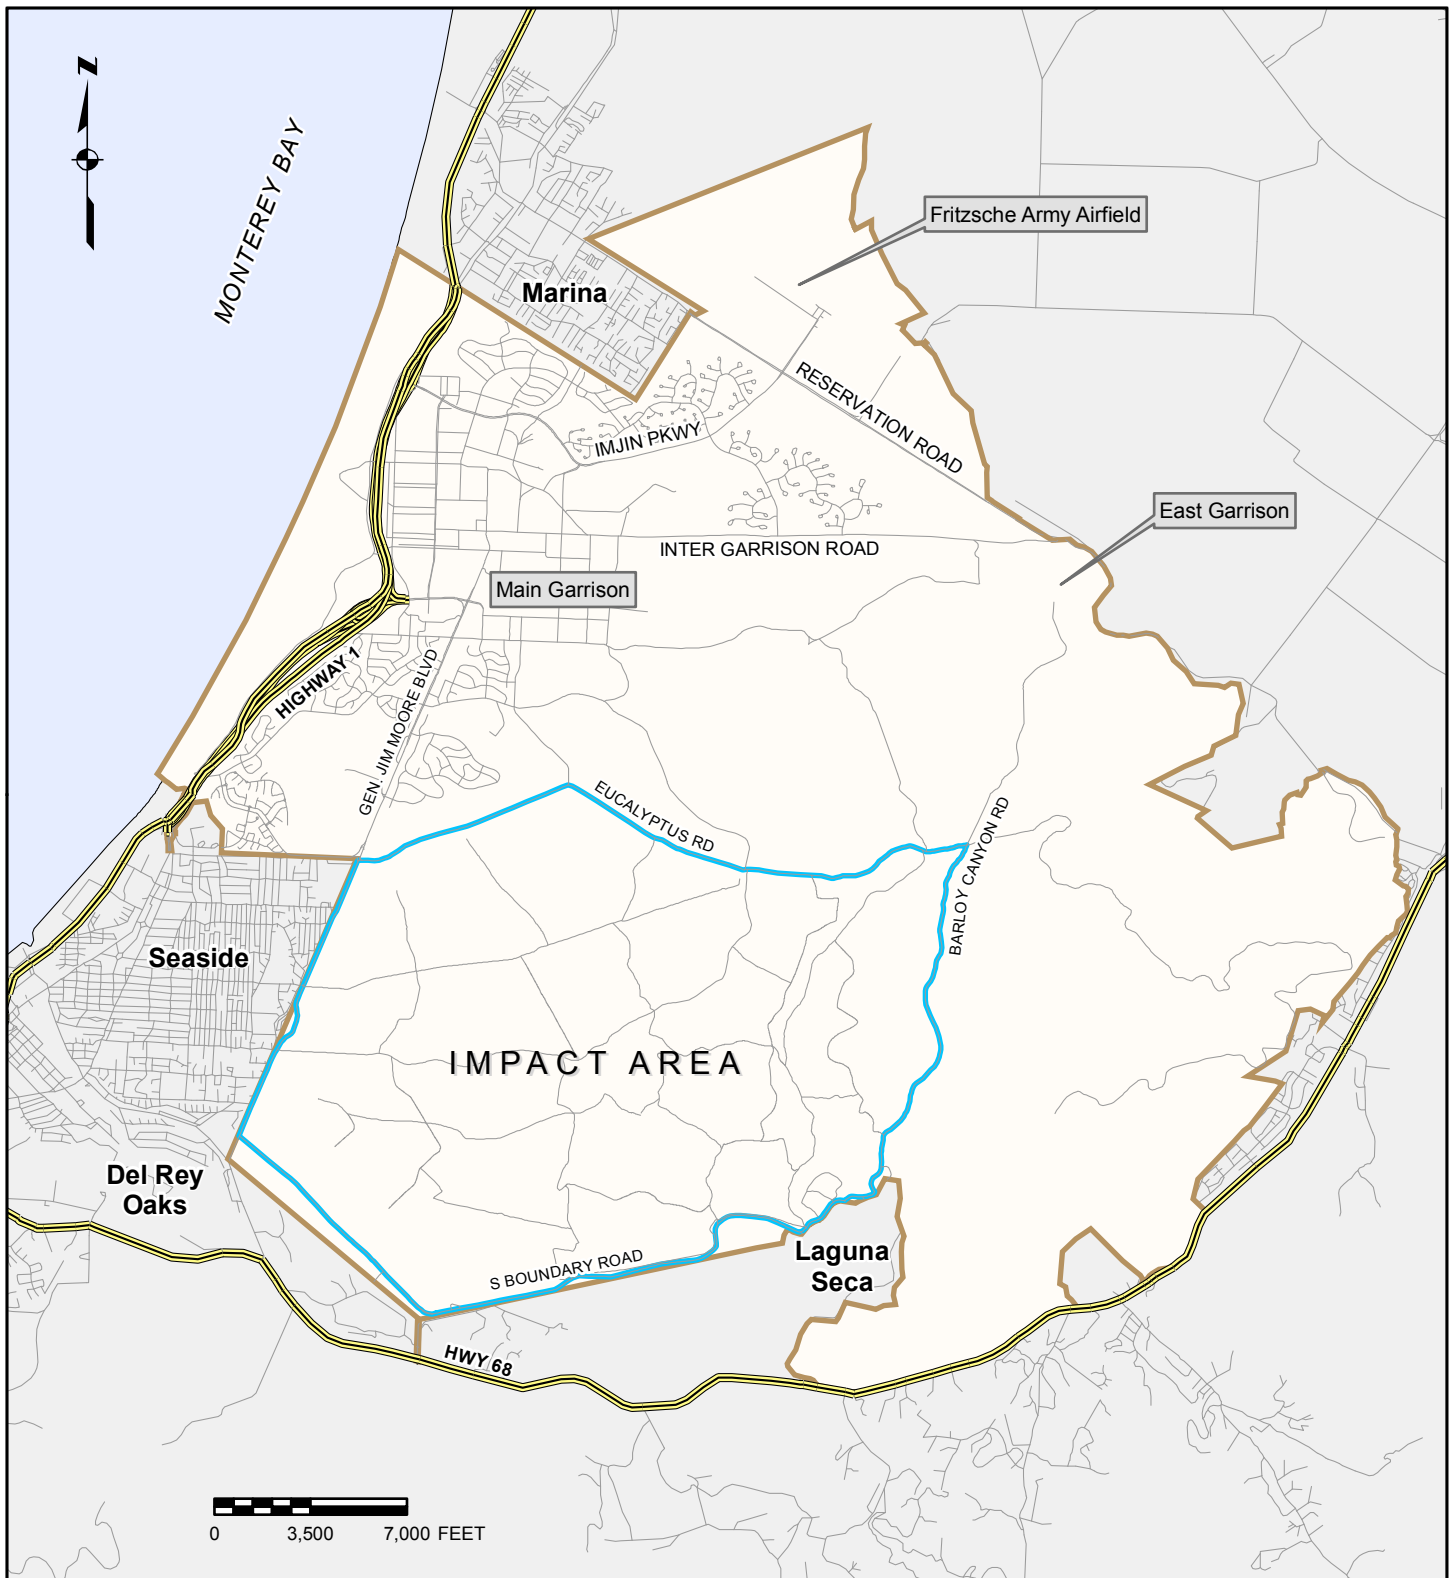 N
MONTEREY BAY
Fritzsche Army Airfield
Marina
RESERVATION ROAD
IMJIN PKWY
East Garrison
INTER GARRISON ROAD
Main Garrison
HIGHWAY 1
GEN. JIM MOORE BLVD
EUCALYPTUS RD
BARLOY CANYON RD
Seaside
IMPACT AREA
Del Rey
Oaks
Laguna
Seca
S BOUNDARY ROAD
HWY 68
0 3,500 7,000 FEET